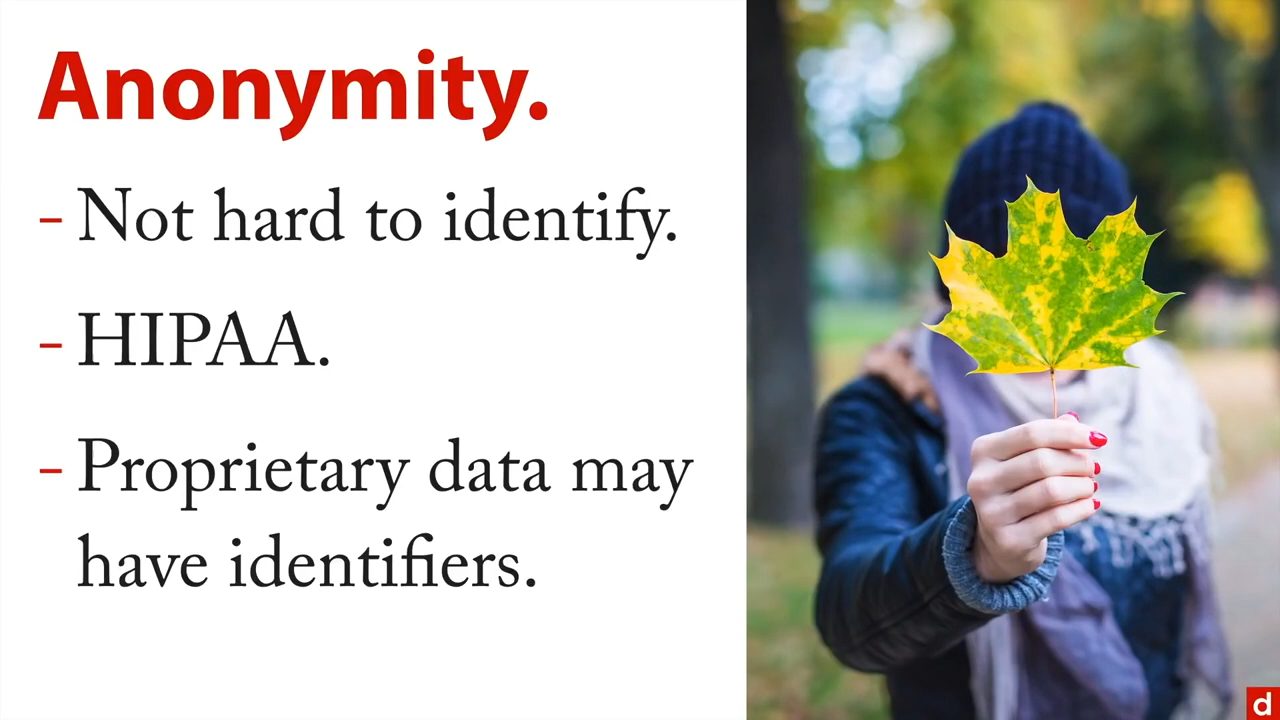 Anonymity.
- Not hard to identify.
- HIPAA.
- Proprietary data may
have identifiers.
d